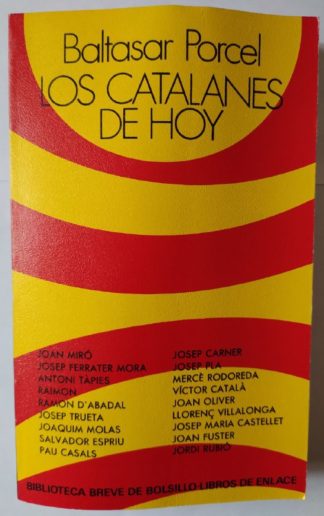 Baltasar Porcel
LOS CATALANES
DE HOY
JOAN MIRÓ
JOSEP FERRATER MORA
ANTONI TÀPIES
RAIMON
RAMON D'ABADAL
JOSEP TRUETA
JOAQUIM MOLAS
SALVADOR ESPRIU
PAU CASALS
JOSEP CARNER
JOSEP PLA
MERCÈ RODOREDA
VÍCTOR CATALÀ
JOAN OLIVER
LLORENÇ VILLALONGA
JOSEP MARIA CASTELLET
JOAN FUSTER
JORDI RUBIÓ
BIBLIOTECA BREVE DE BOLSILLO·LIBROS DE ENLACE